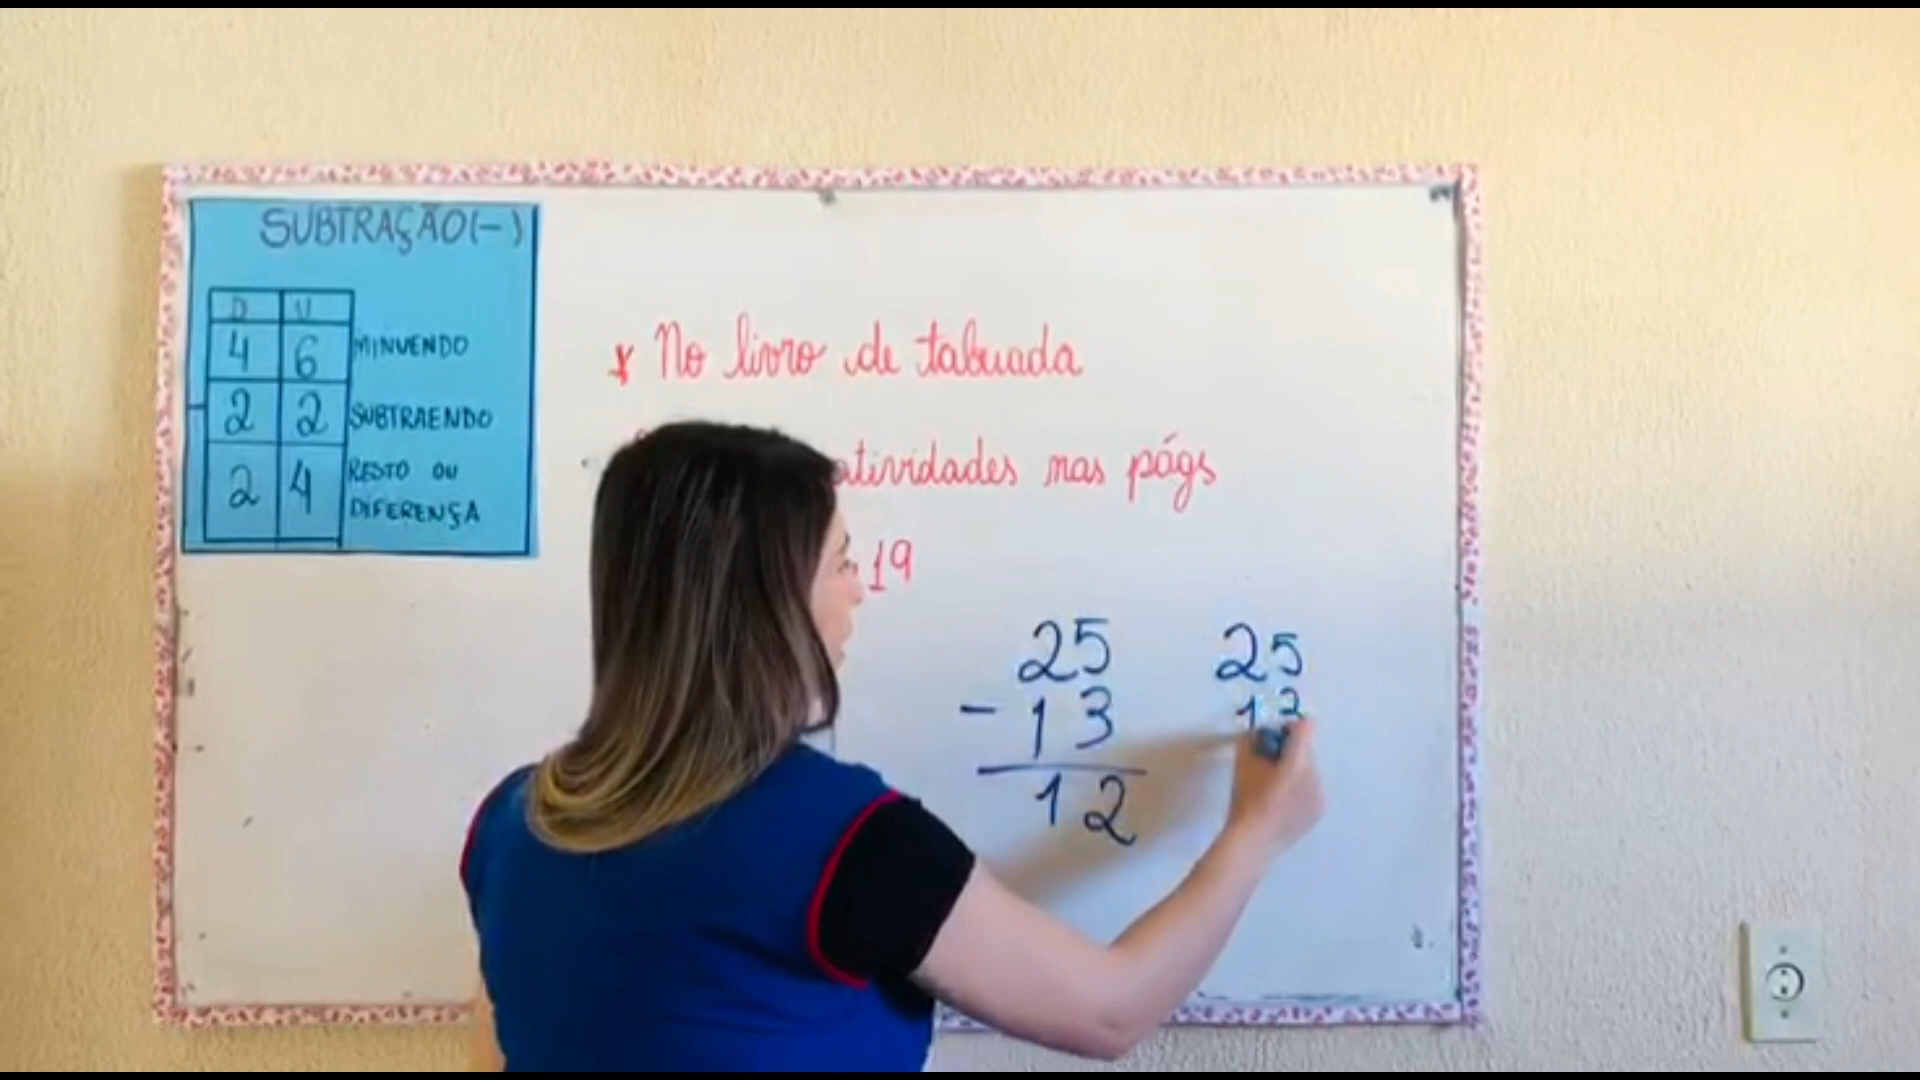 SUBTRAÇÃO(-)
D U
4 6 MINUENDO
- 2 2 SUBTRAENDO
2 4 RESTO OU
DIFERENÇA
* No livro de tabuada
atividades nas págs
19
25
- 13
12
25
13